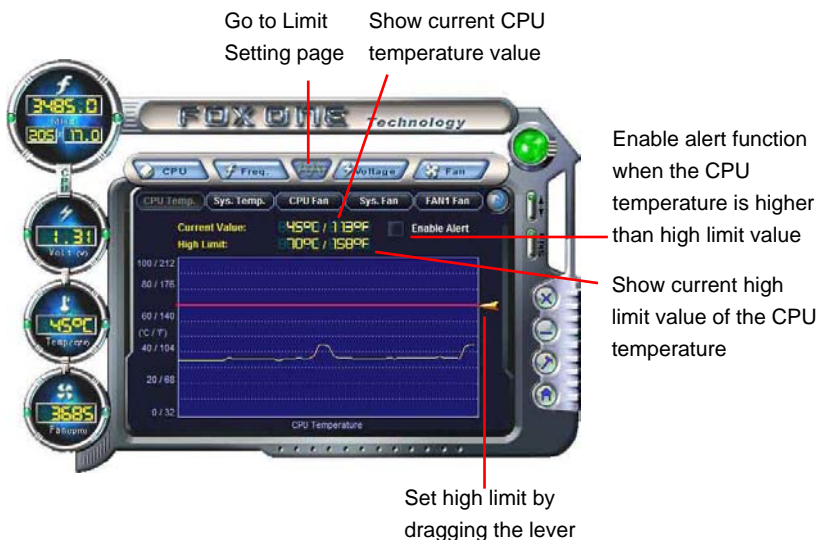 Go to Limit
Setting page
Show current CPU
temperature value
FOX ONE Technology
3485.0
MHz
205 17.0
CPU
CPU Freq. Voltage Fan
CPU Temp. Sys. Temp. CPU Fan Sys. Fan FAN1 Fan
Current Value: 45ºC / 113ºF Enable Alert
High Limit: 70ºC / 158ºF
1.31
Volt(v)
45ºC
3685
100 / 212
80 / 176
60 / 140
(ºC / ºF)
40 / 104
20 / 68
0 / 32
CPU Temperature
Enable alert function
when the CPU
temperature is higher
than high limit value
Show current high
limit value of the CPU
temperature
Set high limit by
dragging the lever